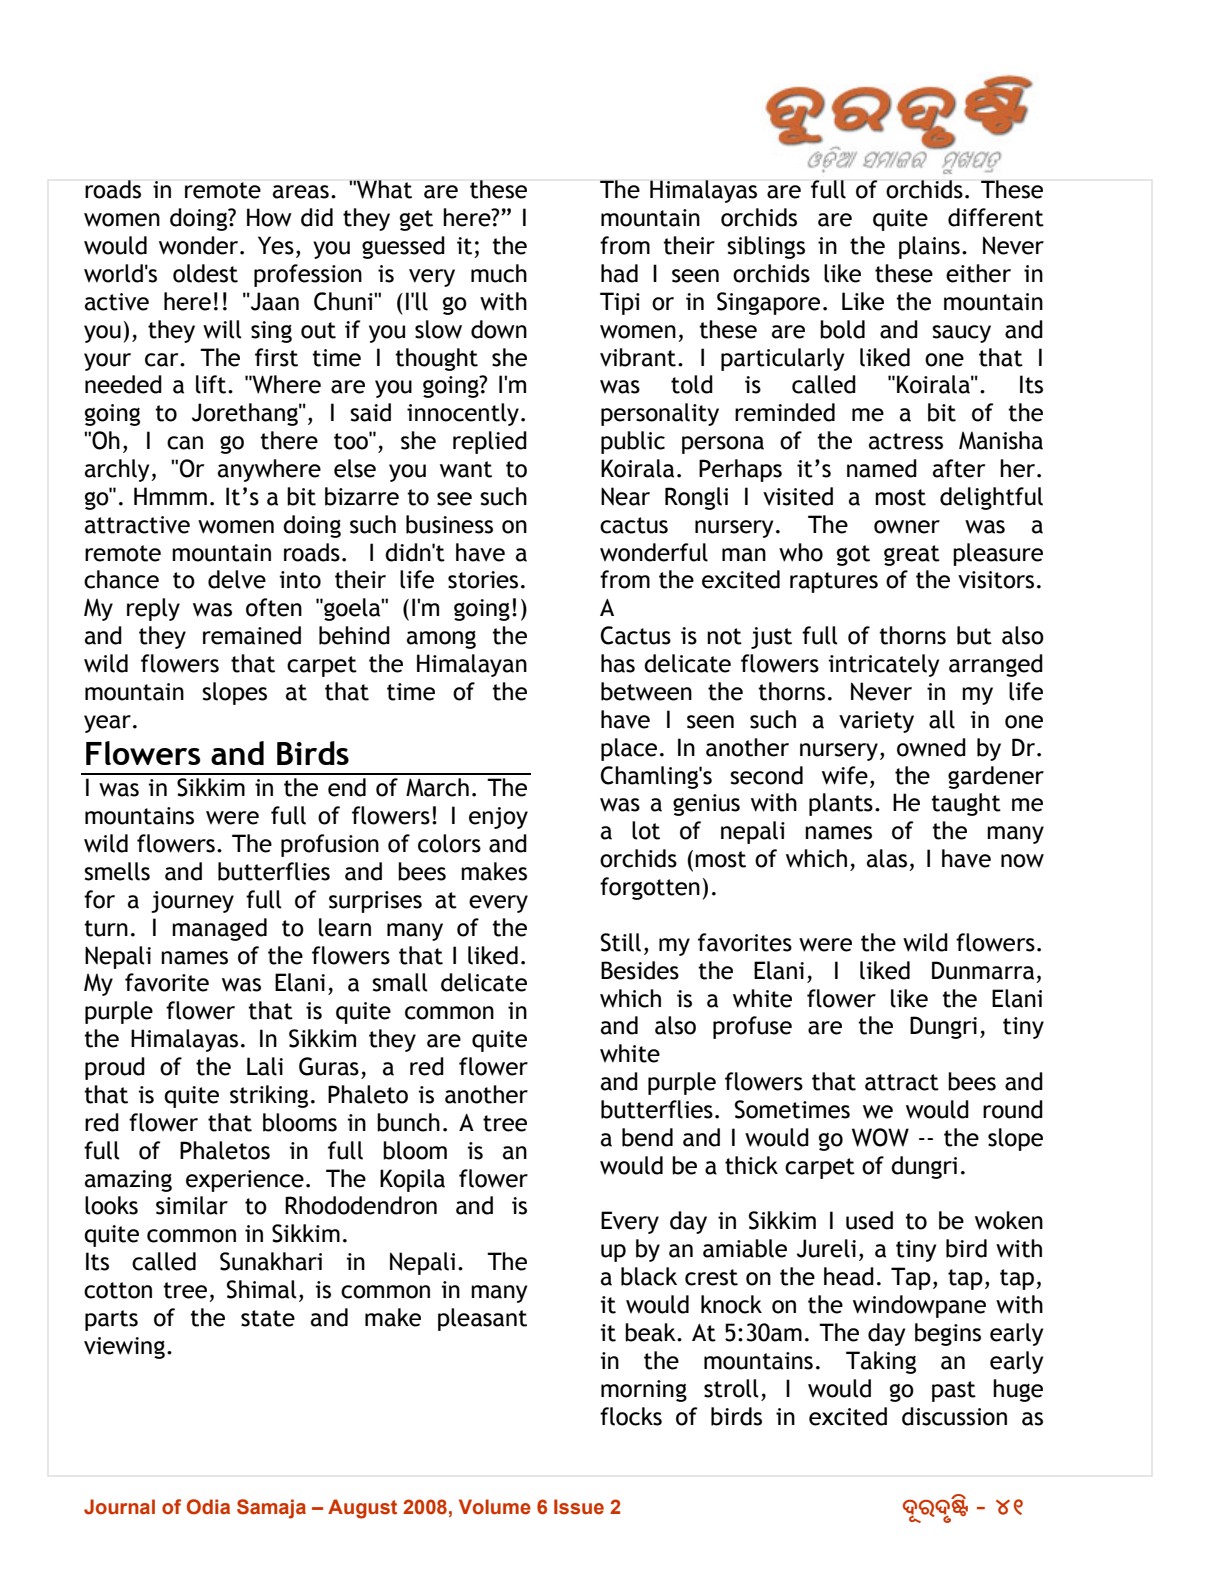 ଦୁରଦୃଷ୍ଟି
ଓଡ଼ିଆ ସମାଜର ମୁଖପତ୍ର
roads in remote areas. "What are these
women doing? How did they get here?” I
would wonder. Yes, you guessed it; the
world's oldest profession is very much
active here!! "Jaan Chuni" (I'll go with
you), they will sing out if you slow down
your car. The first time I thought she
needed a lift. "Where are you going? I'm
going to Jorethang", I said innocently.
"Oh, I can go there too", she replied
archly, "Or anywhere else you want to
go". Hmmm. It’s a bit bizarre to see such
attractive women doing such business on
remote mountain roads.  I didn't have a
chance to delve into their life stories.
My reply was often "goela" (I'm going!)
and they remained behind among the
wild flowers that carpet the Himalayan
mountain slopes at that time of the
year.
Flowers and Birds
I was in Sikkim in the end of March. The
mountains were full of flowers! I enjoy
wild flowers. The profusion of colors and
smells and butterflies and bees makes
for a journey full of surprises at every
turn. I managed to learn many of the
Nepali names of the flowers that I liked.
My favorite was Elani, a small delicate
purple flower that is quite common in
the Himalayas. In Sikkim they are quite
proud of the Lali Guras, a red flower
that is quite striking. Phaleto is another
red flower that blooms in bunch. A tree
full of Phaletos in full bloom is an
amazing experience. The Kopila flower
looks similar to Rhododendron and is
quite common in Sikkim.
Its called Sunakhari in Nepali. The
cotton tree, Shimal, is common in many
parts of the state and make pleasant
viewing.
The Himalayas are full of orchids. These
mountain orchids are quite different
from their siblings in the plains. Never
had I seen orchids like these either in
Tipi or in Singapore. Like the mountain
women, these are bold and saucy and
vibrant. I particularly liked one that I
was told is called "Koirala". Its
personality reminded me a bit of the
public persona of the actress Manisha
Koirala. Perhaps it’s named after her.
Near Rongli I visited a most delightful
cactus nursery. The owner was a
wonderful man who got great pleasure
from the excited raptures of the visitors.
A
Cactus is not just full of thorns but also
has delicate flowers intricately arranged
between the thorns. Never in my life
have I seen such a variety all in one
place. In another nursery, owned by Dr.
Chamling's second wife, the gardener
was a genius with plants. He taught me
a lot of nepali names of the many
orchids (most of which, alas, I have now
forgotten).
Still, my favorites were the wild flowers.
Besides the Elani, I liked Dunmarra,
which is a white flower like the Elani
and also profuse are the Dungri, tiny
white
and purple flowers that attract bees and
butterflies. Sometimes we would round
a bend and I would go WOW -- the slope
would be a thick carpet of dungri.
Every day in Sikkim I used to be woken
up by an amiable Jureli, a tiny bird with
a black crest on the head. Tap, tap, tap,
it would knock on the windowpane with
it beak. At 5:30am. The day begins early
in the mountains. Taking an early
morning stroll, I would go past huge
flocks of birds in excited discussion as
Journal of Odia Samaja – August 2008, Volume 6 Issue 2
ଦୂରଦୃଷ୍ଟି - ୪୧